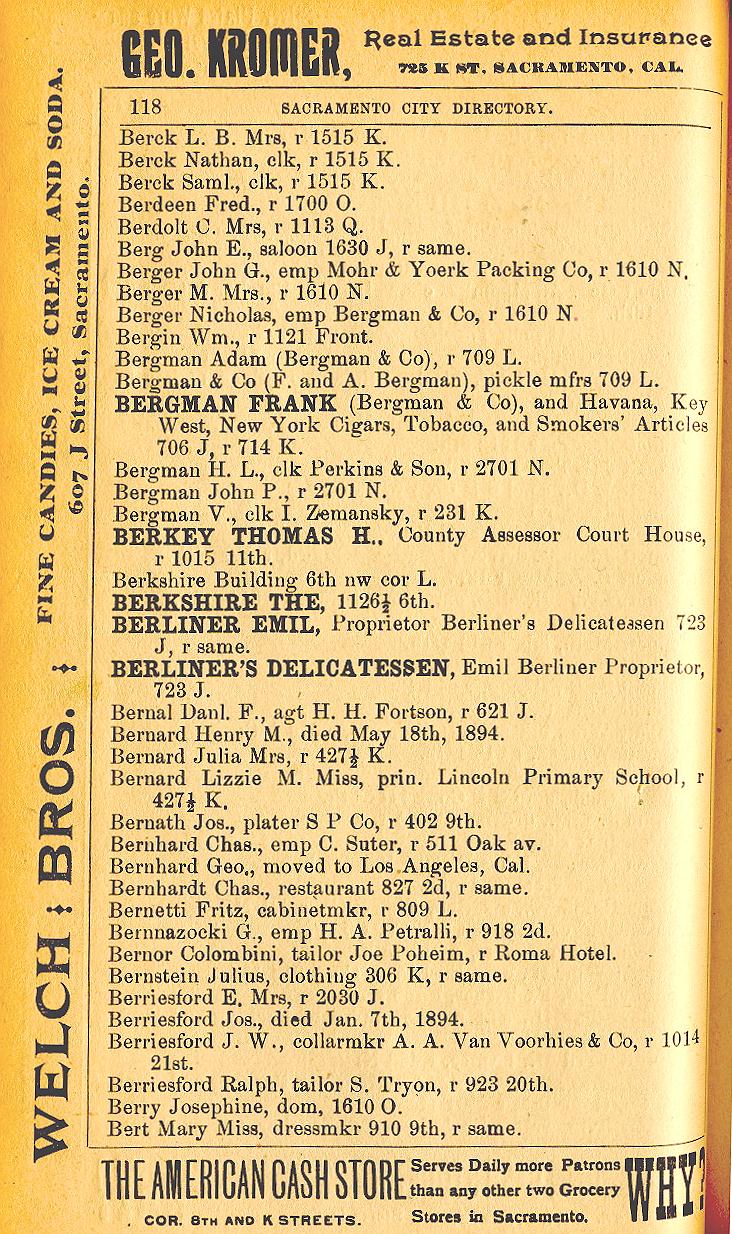 GEO. KROMER, Real Estate and Insurance
725 K ST. SACRAMENTO, CAL.
118 SACRAMENTO CITY DIRECTORY.
Berck L. B. Mrs, r 1515 K.
Berck Nathan, clk, r 1515 K.
Berck Saml., clk, r 1515 K.
Berdeen Fred., r 1700 O.
Berdolt C. Mrs, r 1113 Q.
Berg John E., saloon 1630 J, r same.
Berger John G., emp Mohr & Yoerk Packing Co, r 1610 N.
Berger M. Mrs., r 1610 N.
Berger Nicholas, emp Bergman & Co, r 1610 N.
Bergin Wm., r 1121 Front.
Bergman Adam (Bergman & Co), r 709 L.
Bergman & Co (F. and A. Bergman), pickle mfrs 709 L.
BERGMAN FRANK (Bergman & Co), and Havana, Key
West, New York Cigars, Tobacco, and Smokers' Articles
706 J, r 714 K.
Bergman H. L., clk Perkins & Son, r 2701 N.
Bergman John P., r 2701 N.
Bergman V., clk I. Zemansky, r 231 K.
BERKEY THOMAS H., County Assessor Court House,
r 1015 11th.
Berkshire Building 6th nw cor L.
BERKSHIRE THE, 1126½ 6th.
BERLINER EMIL, Proprietor Berliner's Delicatessen 723
J, r same.
BERLINER'S DELICATESSEN, Emil Berliner Proprietor,
723 J.
Bernal Danl. F., agt H. H. Fortson, r 621 J.
Bernard Henry M., died May 18th, 1894.
Bernard Julia Mrs, r 427½ K.
Bernard Lizzie M. Miss, prin. Lincoln Primary School, r
427½ K.
Bernath Jos., plater S P Co, r 402 9th.
Bernhard Chas., emp C. Suter, r 511 Oak av.
Bernhard Geo., moved to Los Angeles, Cal.
Bernhardt Chas., restaurant 827 2d, r same.
Bernetti Fritz, cabinetmkr, r 809 L.
Bernnazocki G., emp H. A. Petralli, r 918 2d.
Bernor Colombini, tailor Joe Poheim, r Roma Hotel.
Bernstein Julius, clothing 306 K, r same.
Berriesford E. Mrs, r 2030 J.
Berriesford Jos., died Jan. 7th, 1894.
Berriesford J. W., collarmkr A. A. Van Voorhies & Co, r 1014
21st.
Berriesford Ralph, tailor S. Tryon, r 923 20th.
Berry Josephine, dom, 1610 O.
Bert Mary Miss, dressmkr 910 9th, r same.
THE AMERICAN CASH STORE
COR. 8TH AND K STREETS.
Serves Daily more Patrons
than any other two Grocery
Stores in Sacramento.
WHY?
WELCH : BROS. :
FINE CANDIES, ICE CREAM AND SODA.
607 J Street, Sacramento.